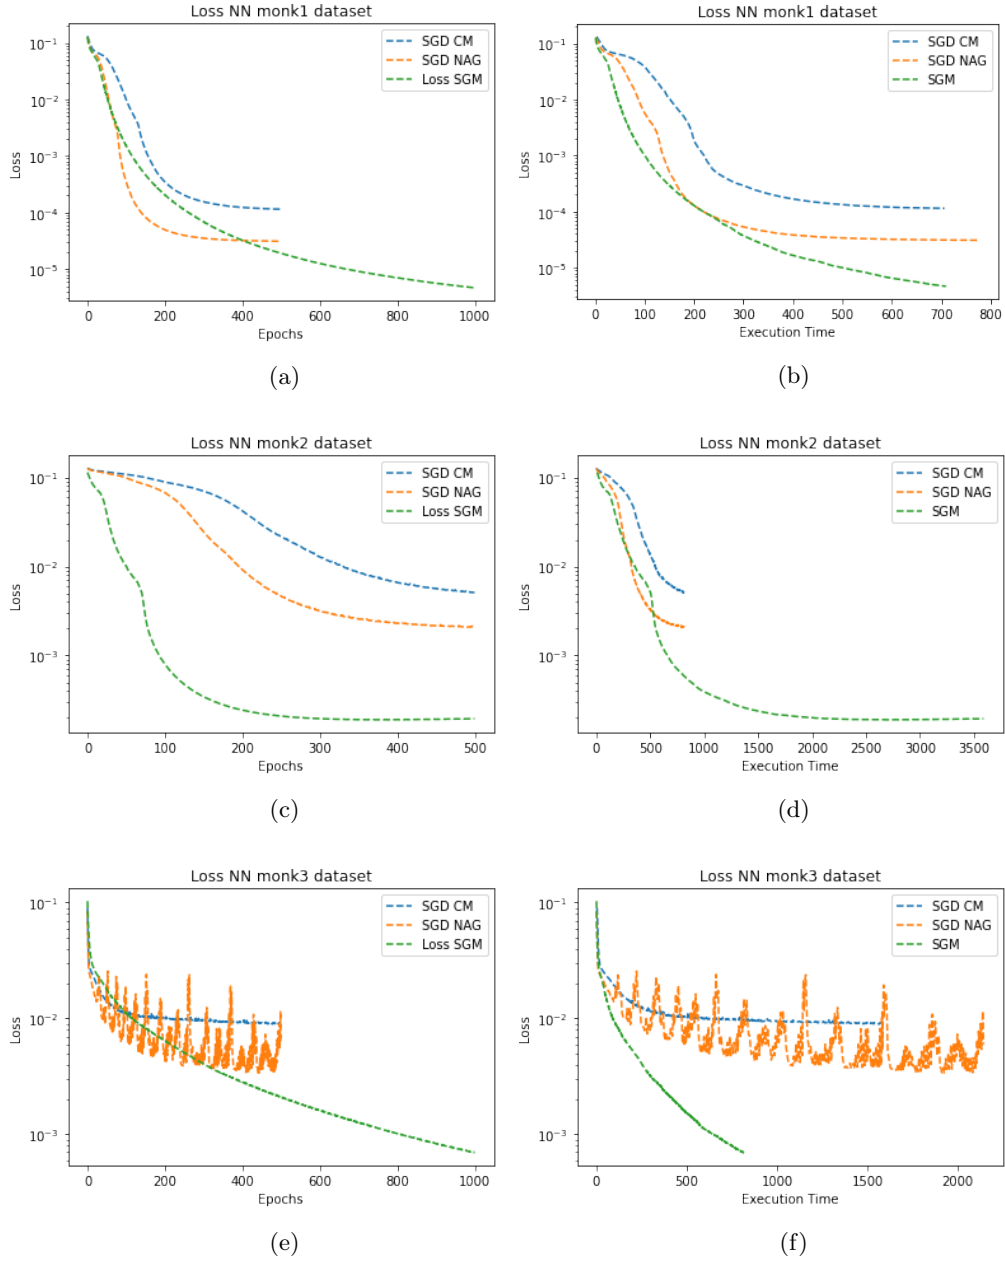 Loss NN monk1 dataset
Loss
10⁻¹
10⁻²
10⁻³
10⁻⁴
10⁻⁵
SGD CM
SGD NAG
Loss SGM
0 200 400 600 800 1000
Epochs
(a)
Loss NN monk1 dataset
Loss
10⁻¹
10⁻²
10⁻³
10⁻⁴
10⁻⁵
SGD CM
SGD NAG
SGM
0 100 200 300 400 500 600 700 800
Execution Time
(b)
Loss NN monk2 dataset
Loss
10⁻¹
10⁻²
10⁻³
SGD CM
SGD NAG
Loss SGM
0 100 200 300 400 500
Epochs
(c)
Loss NN monk2 dataset
Loss
10⁻¹
10⁻²
10⁻³
SGD CM
SGD NAG
SGM
0 500 1000 1500 2000 2500 3000 3500
Execution Time
(d)
Loss NN monk3 dataset
Loss
10⁻¹
10⁻²
10⁻³
SGD CM
SGD NAG
Loss SGM
0 200 400 600 800 1000
Epochs
(e)
Loss NN monk3 dataset
Loss
10⁻¹
10⁻²
10⁻³
SGD CM
SGD NAG
SGM
0 500 1000 1500 2000
Execution Time
(f)